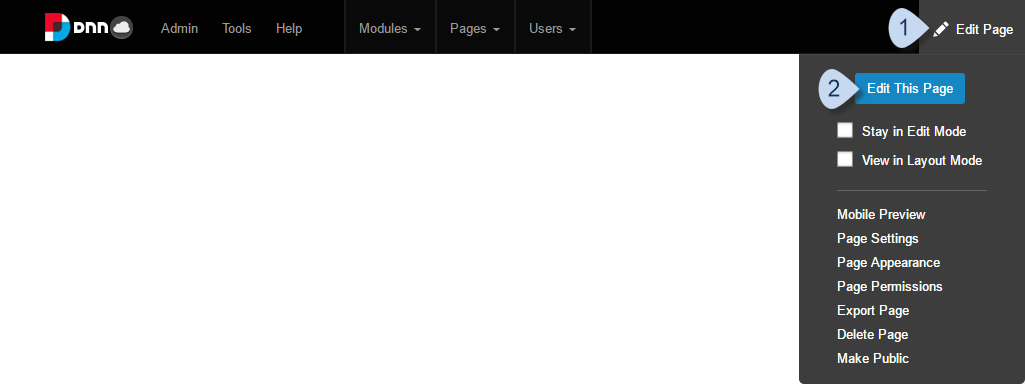 DNN Admin Tools Help Modules Pages Users 1 Edit Page
2 Edit This Page
Stay in Edit Mode
View in Layout Mode
Mobile Preview
Page Settings
Page Appearance
Page Permissions
Export Page
Delete Page
Make Public